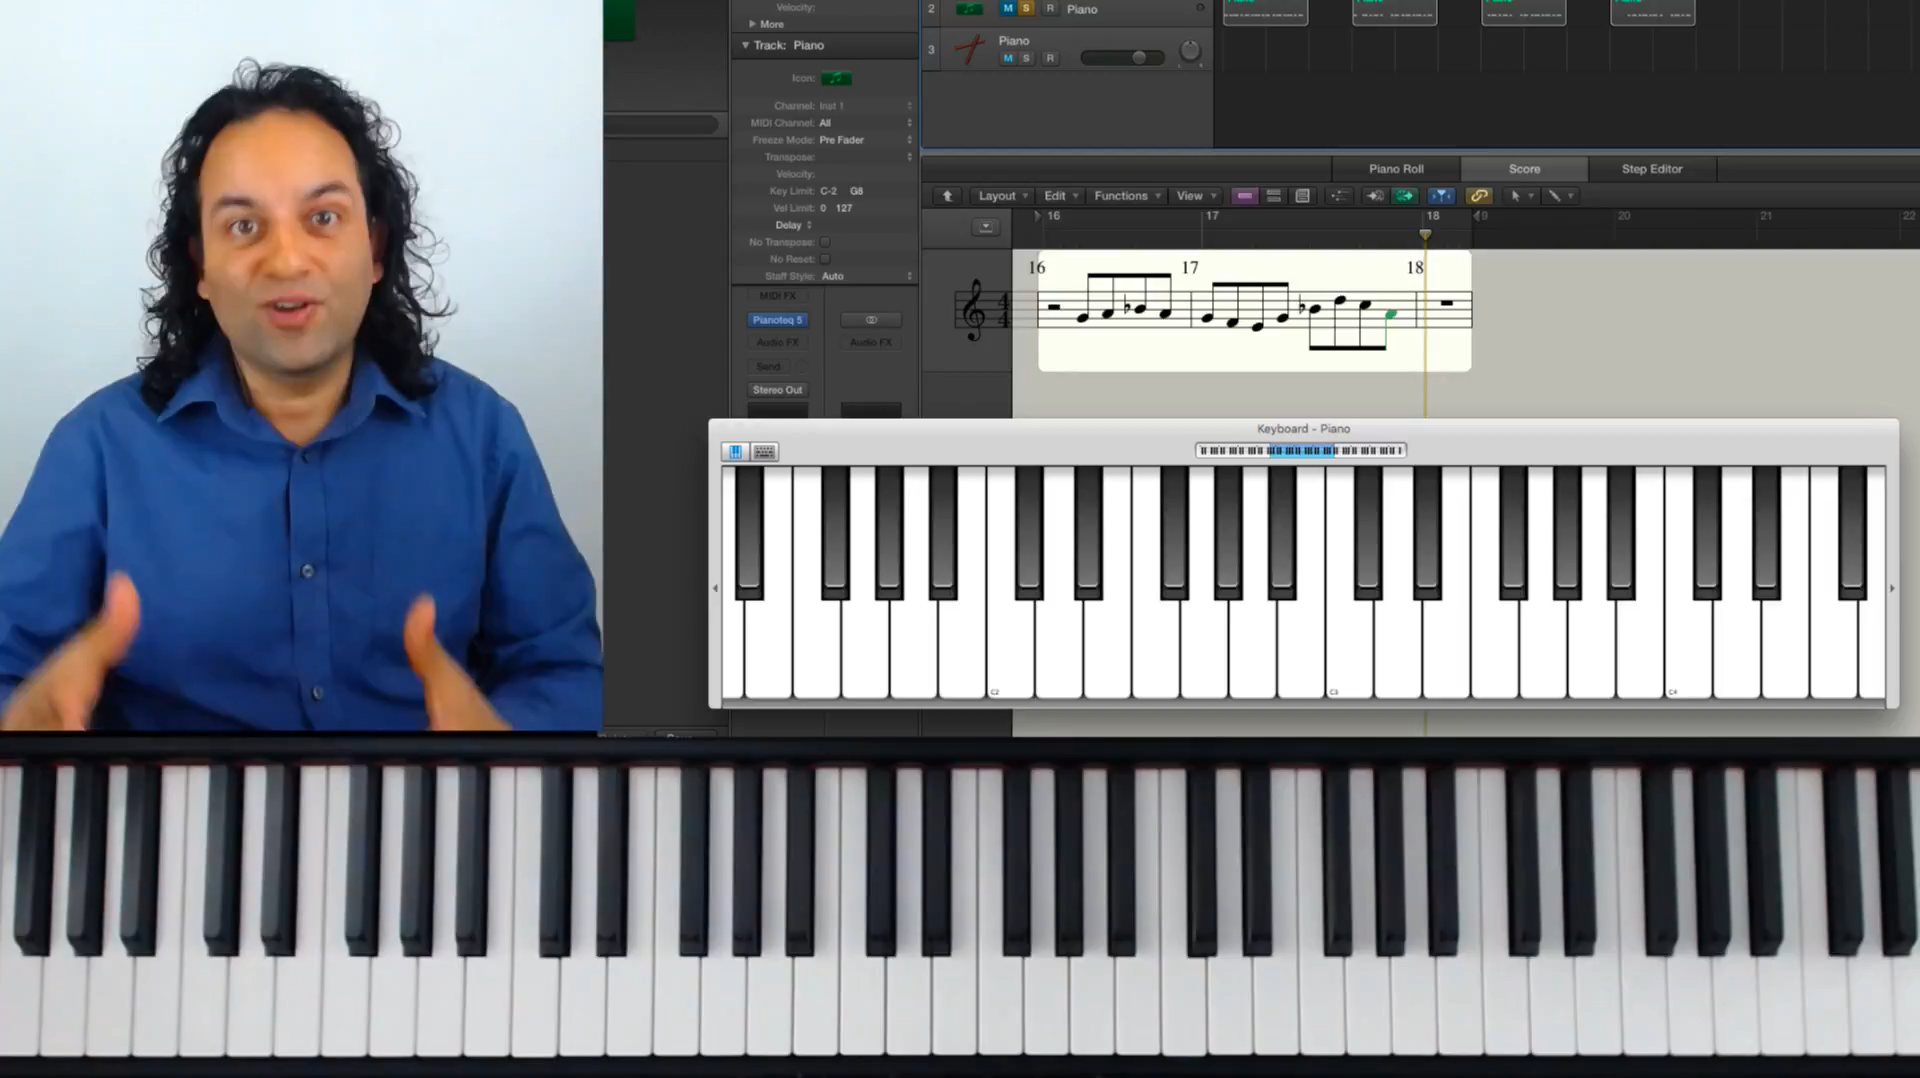 Velocity:
More
Track: Piano
Icon:
Channel: Inst 1
MIDI Channel: All
Freeze Mode: Pre Fader
Transpose:
Velocity:
Key Limit: C-2 G8
Vel Limit: 0 127
Delay
No Transpose:
No Reset:
Staff Style: Auto
MIDI FX
Pianoteq 5
Audio FX Audio FX
Send
Stereo Out
2 M S R Piano
3 Piano
M S R
Piano Roll Score Step Editor
Layout Edit Functions View
16 17 18 9 20 21 22
16 17 18
4
4
Keyboard - Piano
C2 C3 C4